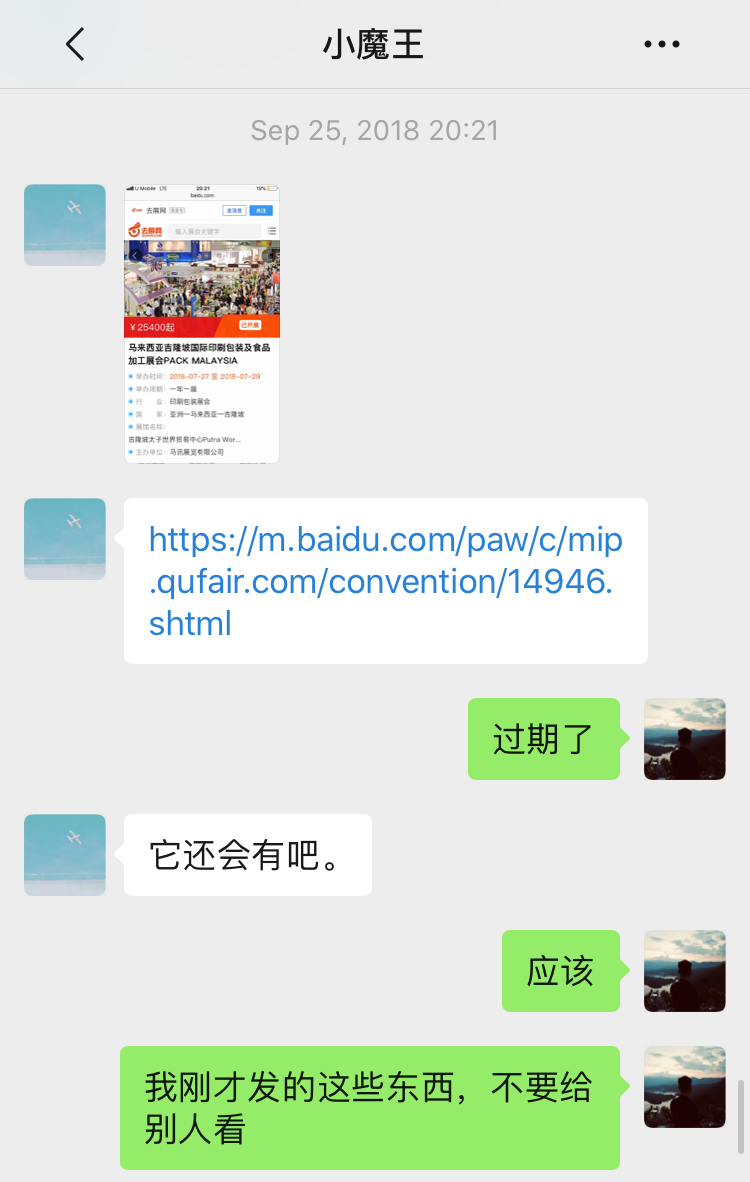 小魔王
Sep 25, 2018 20:21
U Mobile LTE 20:21 19%
baidu.com
去展网
发消息 关注
去展网 输入展会关键字
¥25400起 已开展
马来西亚吉隆坡国际印刷包装及食品
加工展会PACK MALAYSIA
举办时间: 2018-07-27 至 2018-07-29
举办周期: 一年一届
行 业: 印刷包装展会
国 家: 亚洲—马来西亚—吉隆坡
展馆名称:
吉隆坡太子世界贸易中心Putra Wor...
主办单位: 马讯展览有限公司
https://m.baidu.com/paw/c/mip
.qufair.com/convention/14946.
shtml
过期了
它还会有吧。
应该
我刚才发的这些东西，不要给
别人看